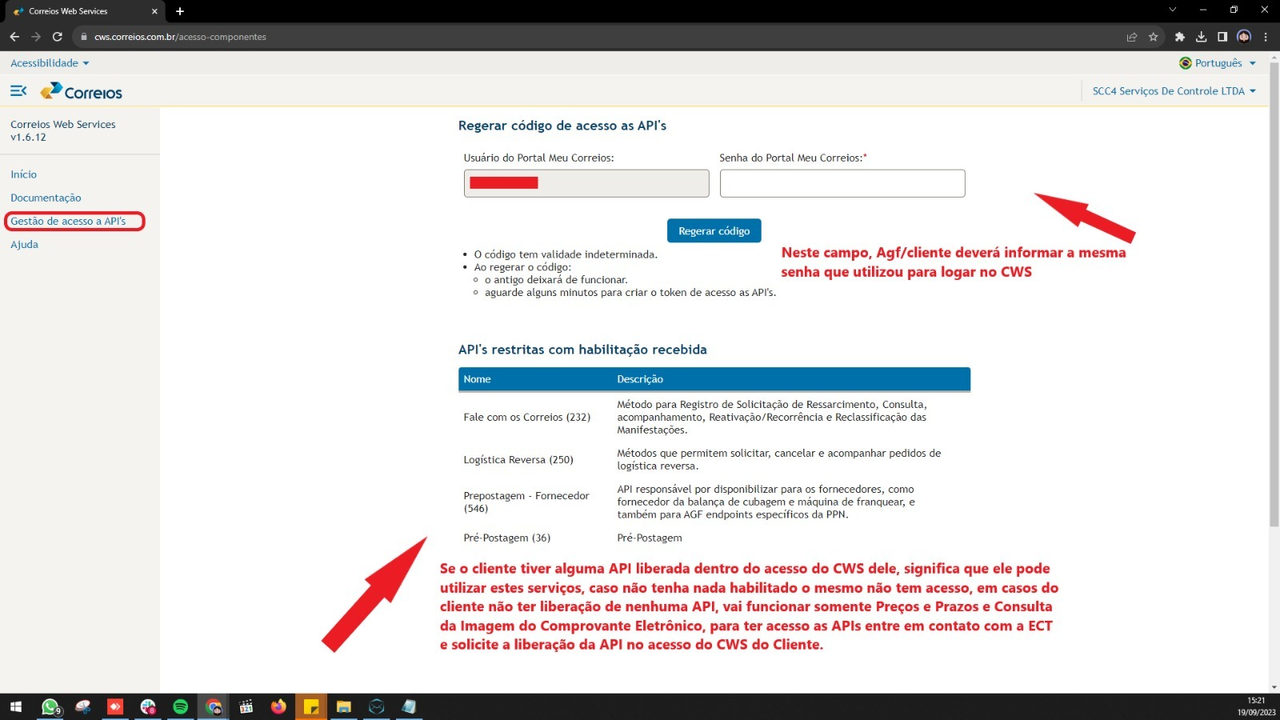 Correios Web Services
cws.correios.com.br/acesso-componentes
Acessibilidade
Português
Correios
SCC4 Serviços De Controle LTDA
Correios Web Services
v1.6.12
Início
Documentação
Gestão de acesso a API's
Ajuda
Regerar código de acesso as API's
Usuário do Portal Meu Correios:
Senha do Portal Meu Correios:*
Regerar código
Neste campo, Agf/cliente deverá informar a mesma
senha que utilizou para logar no CWS
O código tem validade indeterminada.
Ao regerar o código:
o antigo deixará de funcionar.
aguarde alguns minutos para criar o token de acesso as API's.
API's restritas com habilitação recebida
Nome Descrição
Fale com os Correios (232)
Método para Registro de Solicitação de Ressarcimento, Consulta,
acompanhamento, Reativação/Recorrência e Reclassificação das
Manifestações.
Logística Reversa (250)
Métodos que permitem solicitar, cancelar e acompanhar pedidos de
logística reversa.
Prepostagem - Fornecedor
(546)
API responsável por disponibilizar para os fornecedores, como
fornecedor da balança de cubagem e máquina de franquear, e
também para AGF endpoints específicos da PPN.
Pré-Postagem (36) Pré-Postagem
Se o cliente tiver alguma API liberada dentro do acesso do CWS dele, significa que ele pode
utilizar estes serviços, caso não tenha nada habilitado o mesmo não tem acesso, em casos do
cliente não ter liberação de nenhuma API, vai funcionar somente Preços e Prazos e Consulta
da Imagem do Comprovante Eletrônico, para ter acesso as APIs entre em contato com a ECT
e solicite a liberação da API no acesso do CWS do Cliente.
9
15:21
19/09/2023